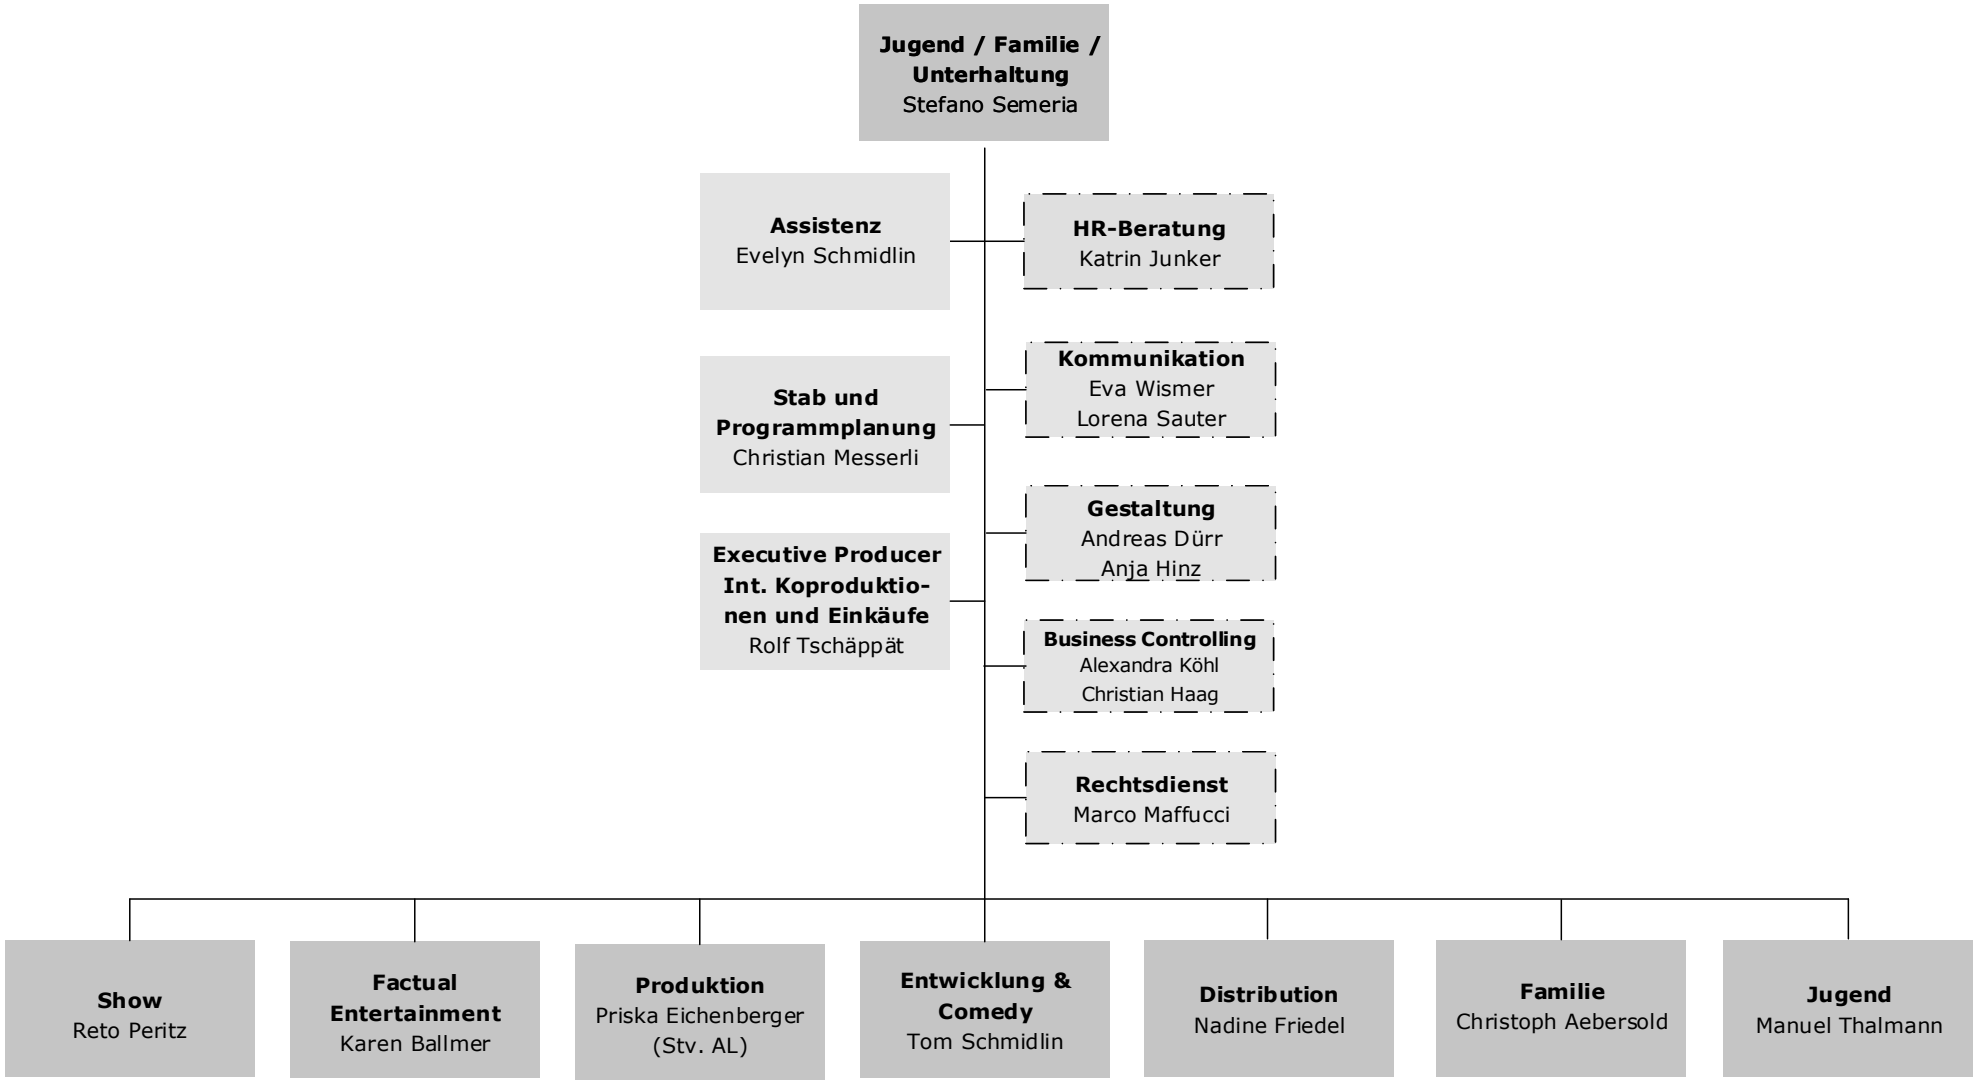 Jugend / Familie /
Unterhaltung
Stefano Semeria
Assistenz
Evelyn Schmidlin
HR-Beratung
Katrin Junker
Stab und
Programmplanung
Christian Messerli
Kommunikation
Eva Wismer
Lorena Sauter
Executive Producer
Int. Koproduktio-
nen und Einkäufe
Rolf Tschäppät
Gestaltung
Andreas Dürr
Anja Hinz
Business Controlling
Alexandra Köhl
Christian Haag
Rechtsdienst
Marco Maffucci
Show
Reto Peritz
Factual
Entertainment
Karen Ballmer
Produktion
Priska Eichenberger
(Stv. AL)
Entwicklung &
Comedy
Tom Schmidlin
Distribution
Nadine Friedel
Familie
Christoph Aebersold
Jugend
Manuel Thalmann